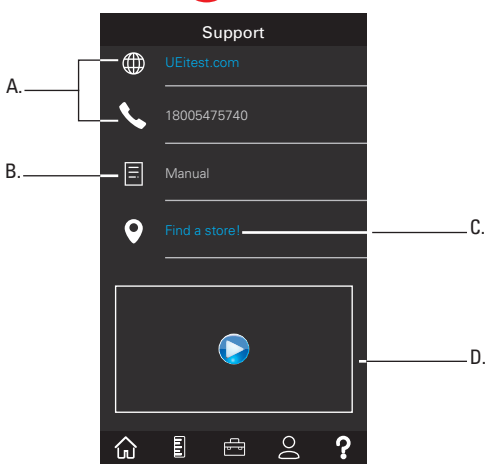 Support
A.
UEitest.com
18005475740
B.
Manual
Find a store!
C.
D.
?